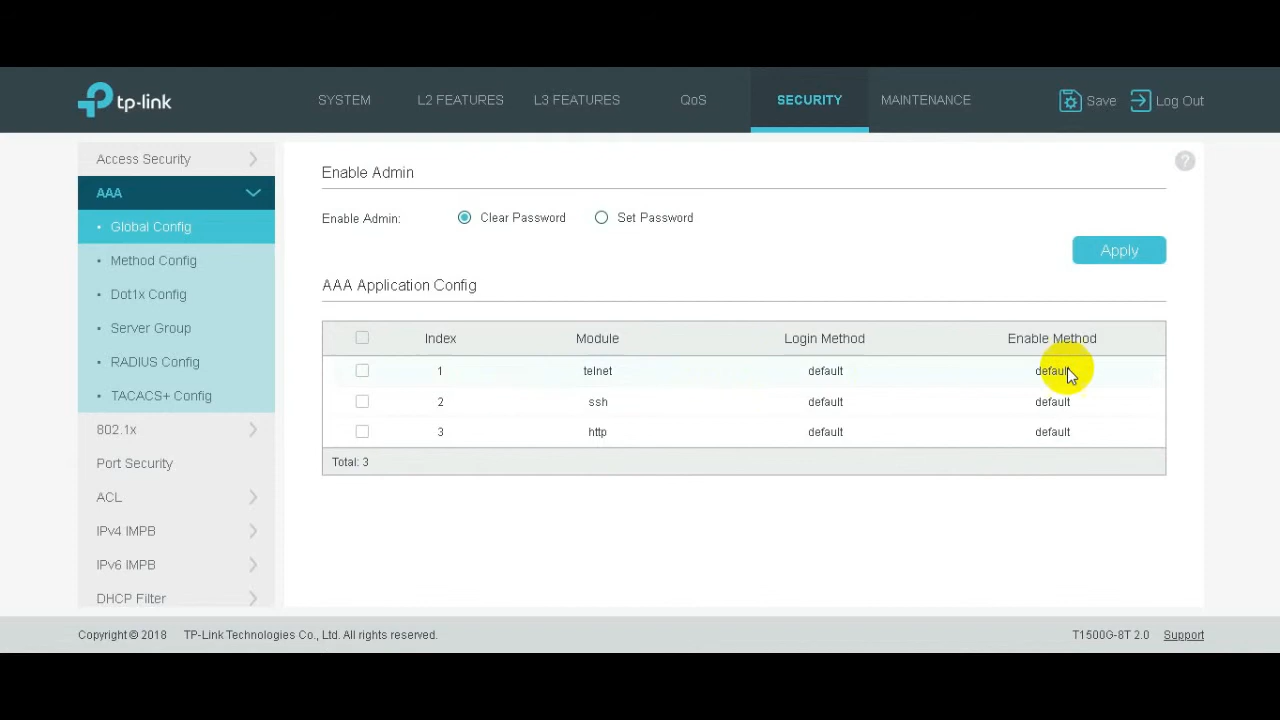 tp-link
SYSTEM L2 FEATURES L3 FEATURES QoS SECURITY MAINTENANCE Save Log Out
Access Security
AAA
• Global Config
• Method Config
• Dot1x Config
• Server Group
• RADIUS Config
• TACACS+ Config
802.1x
Port Security
ACL
IPv4 IMPB
IPv6 IMPB
DHCP Filter
Enable Admin
?
Enable Admin: Clear Password Set Password
Apply
AAA Application Config
Index Module Login Method Enable Method
1 telnet default default
2 ssh default default
3 http default default
Total: 3
Copyright © 2018 TP-Link Technologies Co., Ltd. All rights reserved. T1500G-8T 2.0 Support